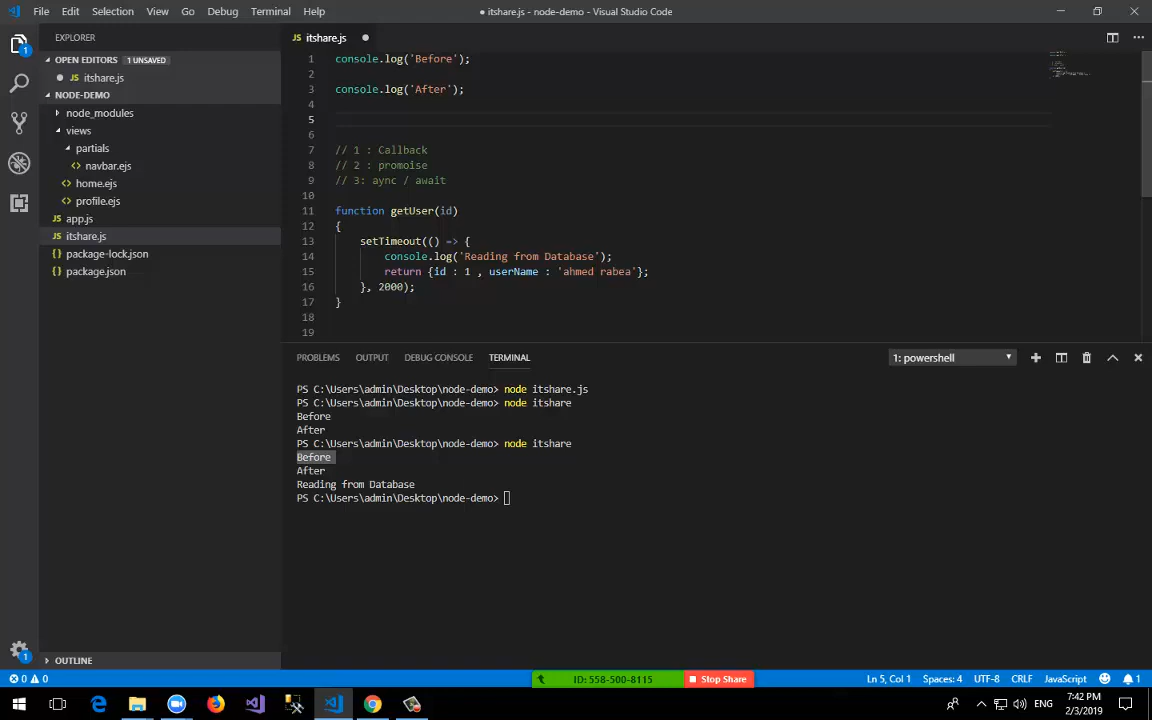 File Edit Selection View Go Debug Terminal Help
● itshare.js - node-demo - Visual Studio Code
EXPLORER
OPEN EDITORS 1 UNSAVED
JS itshare.js
NODE-DEMO
node_modules
views
partials
<> navbar.ejs
<> home.ejs
<> profile.ejs
JS app.js
JS itshare.js
{} package-lock.json
{} package.json
OUTLINE
JS itshare.js ●
1 console.log('Before');
2
3 console.log('After');
4
5
6
7 // 1 : Callback
8 // 2 : promoise
9 // 3: aync / await
10
11 function getUser(id)
12 {
13 setTimeout(() => {
14 console.log('Reading from Database');
15 return {id : 1 , userName : 'ahmed rabea'};
16 }, 2000);
17 }
18
19
PROBLEMS OUTPUT DEBUG CONSOLE TERMINAL 1: powershell
PS C:\Users\admin\Desktop\node-demo> node itshare.js
PS C:\Users\admin\Desktop\node-demo> node itshare
Before
After
PS C:\Users\admin\Desktop\node-demo> node itshare
Before
After
Reading from Database
PS C:\Users\admin\Desktop\node-demo>
0 0 ID: 558-500-8115 Stop Share Ln 5, Col 1 Spaces: 4 UTF-8 CRLF JavaScript 1
ENG 7:42 PM
2/3/2019